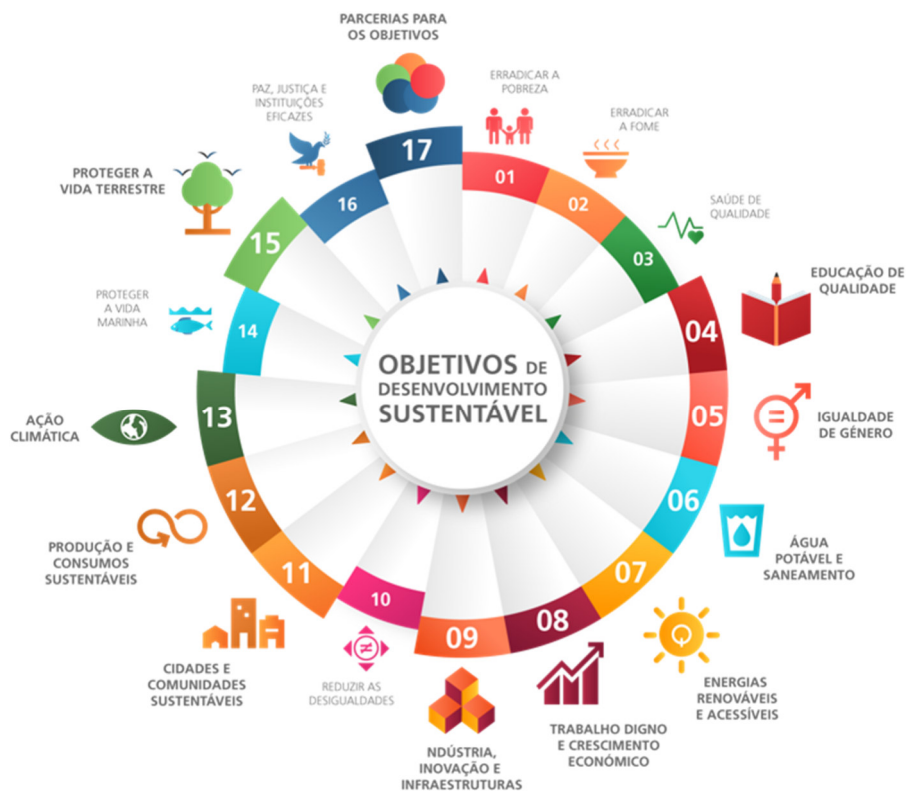 PARCERIAS PARA
OS OBJETIVOS
17
ERRADICAR A
POBREZA
01
ERRADICAR
A FOME
02
SAÚDE DE
QUALIDADE
03
EDUCAÇÃO DE
QUALIDADE
04
IGUALDADE
DE GÉNERO
05
ÁGUA
POTÁVEL E
SANEAMENTO
06
ENERGIAS
RENOVÁVEIS
E ACESSÍVEIS
07
TRABALHO DIGNO
E CRESCIMENTO
ECONÓMICO
08
NDÚSTRIA,
INOVAÇÃO E
INFRAESTRUTURAS
09
REDUZIR AS
DESIGUALDADES
10
CIDADES E
COMUNIDADES
SUSTENTÁVEIS
11
PRODUÇÃO E
CONSUMOS
SUSTENTÁVEIS
12
AÇÃO
CLIMÁTICA
13
PROTEGER
A VIDA
MARINHA
14
PROTEGER A
VIDA TERRESTRE
15
PAZ, JUSTIÇA E
INSTITUIÇÕES
EFICAZES
16
OBJETIVOS DE
DESENVOLVIMENTO
SUSTENTÁVEL